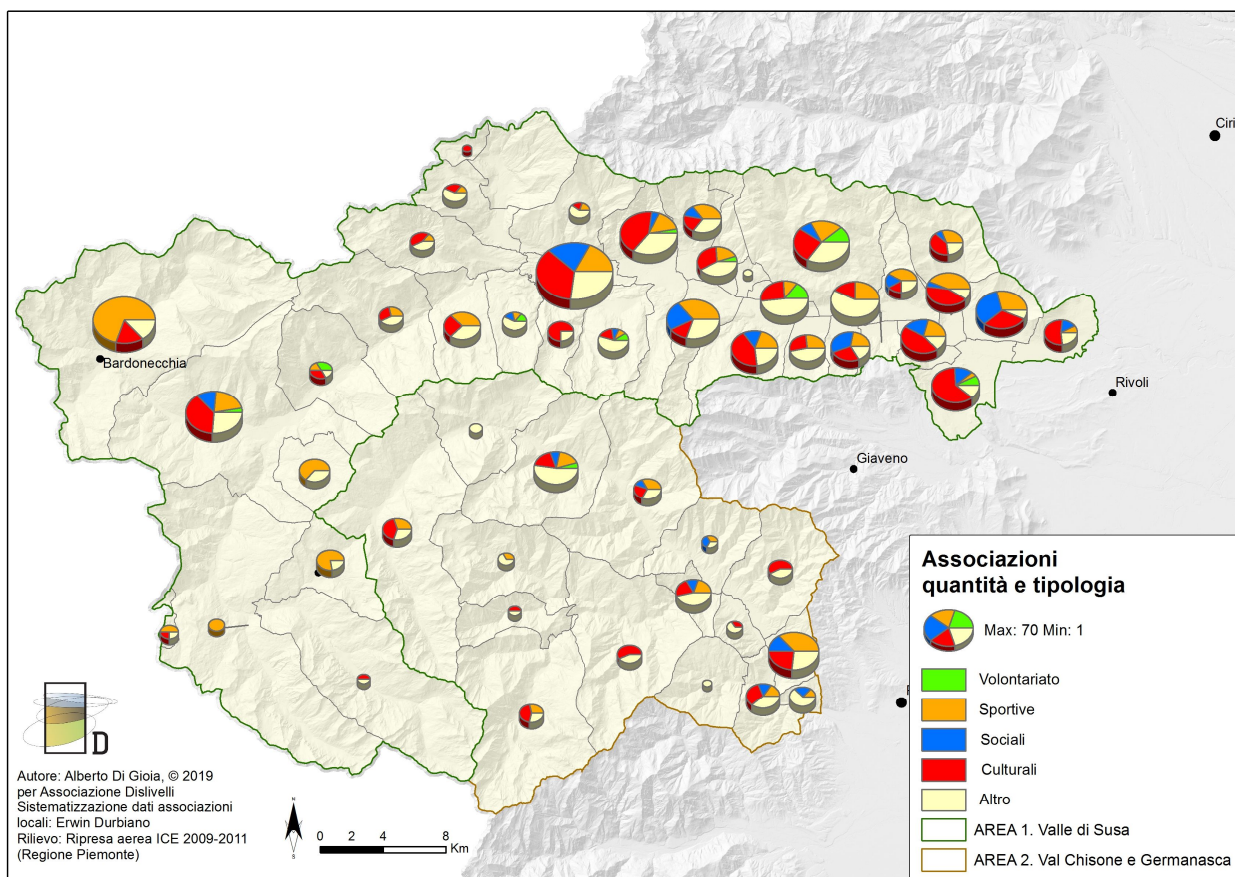 Ciri
Bardonecchia
Rivoli
Giaveno
Associazioni
quantità e tipologia
Max: 70 Min: 1
Volontariato
Sportive
Sociali
Culturali
Altro
AREA 1. Valle di Susa
AREA 2. Val Chisone e Germanasca
D
Autore: Alberto Di Gioia, © 2019
per Associazione Dislivelli
Sistematizzazione dati associazioni
locali: Erwin Durbiano
Rilievo: Ripresa aerea ICE 2009-2011
(Regione Piemonte)
N
S
0 4 8
Km